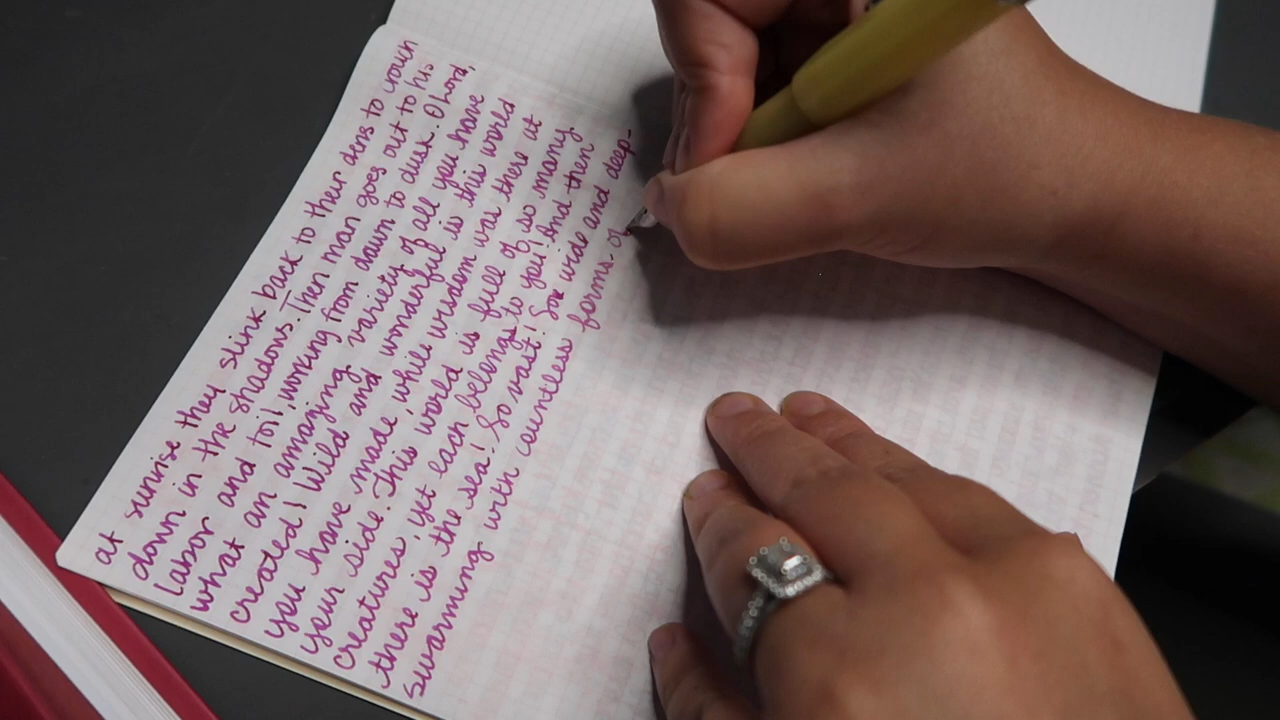 at sunrise they slink back to their dens to crouch
down in the shadows. Then man goes out to his
labor and toil, working from dawn to dusk. O Lord,
what an amazing variety of all you have
created! Wild and wonderful is this world
you have made, while wisdom was there at
your side. This world is full of so many
creatures, yet each belongs to you! And then
there is the sea! So vast! So wide and deep-
swarming with countless forms o